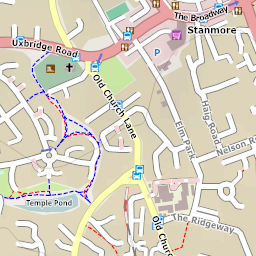 The Broadway
Stanmore
Uxbridge Road
P
Old Church Lane
Elm Park
Haig Road
Nelson R
Temple Pond
The Ridgeway
Old Church